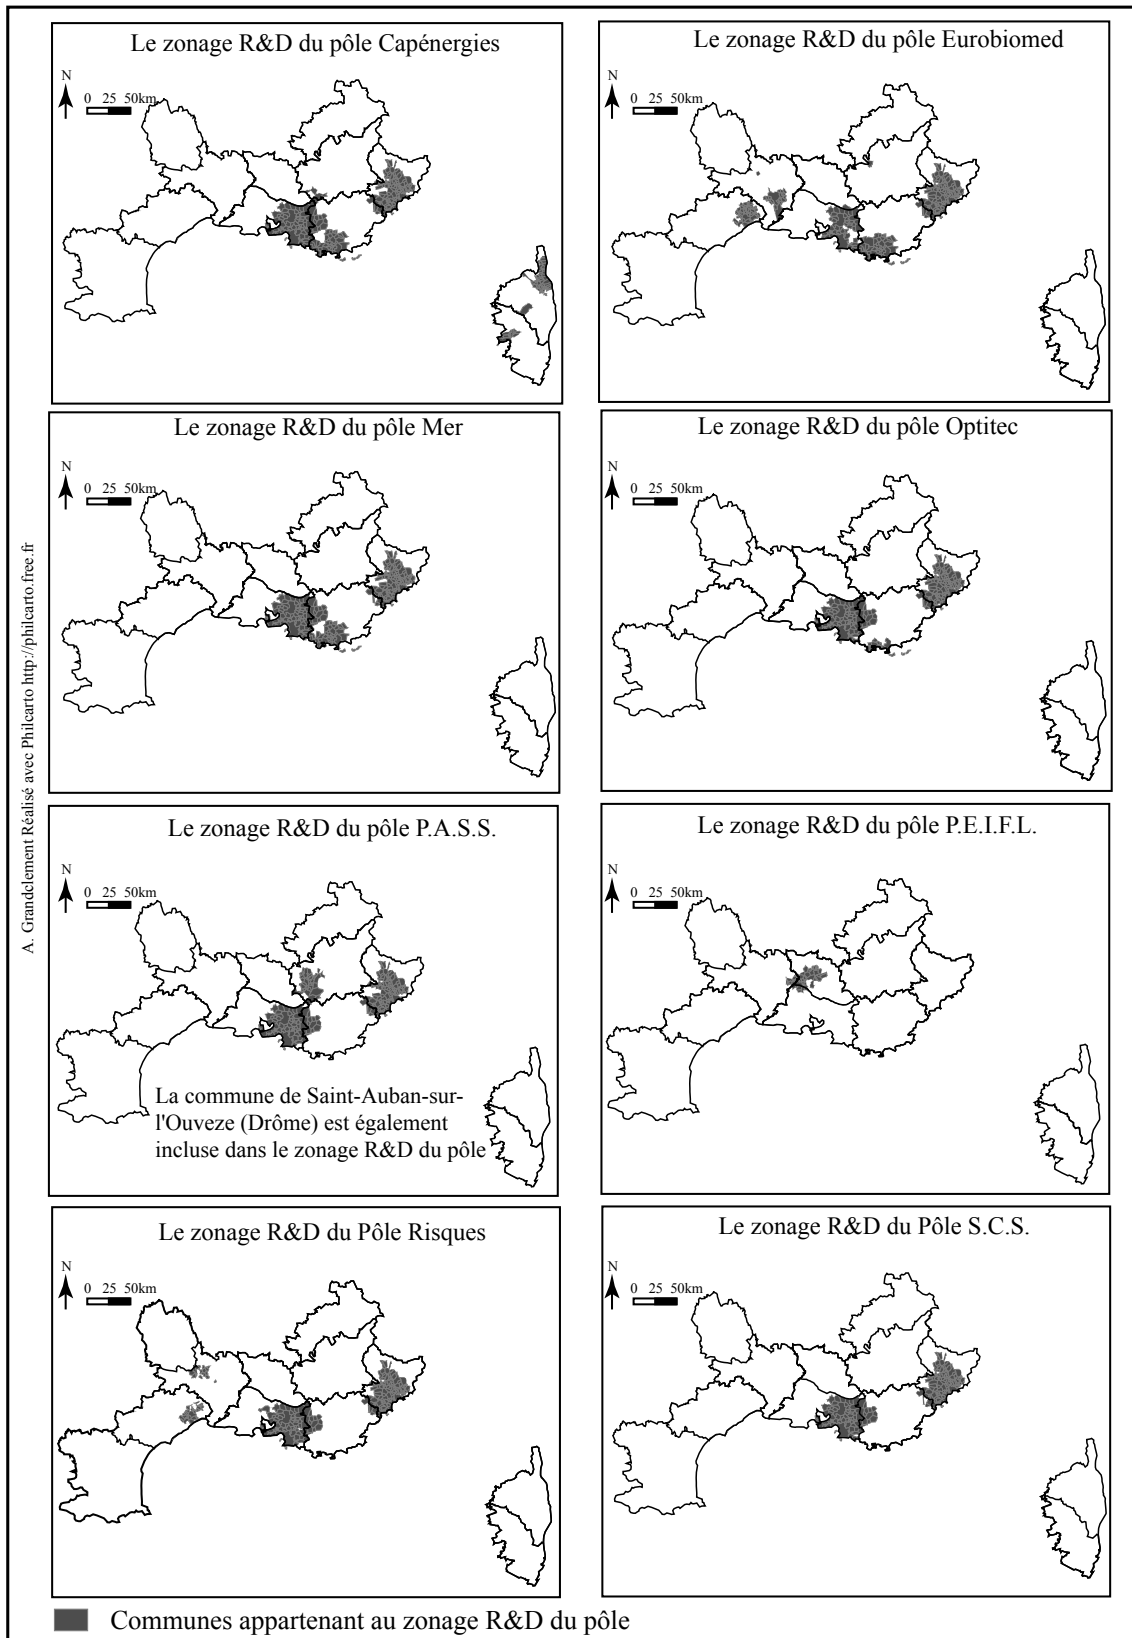 Le zonage R&D du pôle Capénergies
N
0 25 50km
Le zonage R&D du pôle Eurobiomed
N
0 25 50km
Le zonage R&D du pôle Mer
N
0 25 50km
Le zonage R&D du pôle Optitec
N
0 25 50km
A. Grandclement Réalisé avec Philcarto http://philcarto.free.fr
Le zonage R&D du pôle P.A.S.S.
N
0 25 50km
La commune de Saint-Auban-sur-
l'Ouveze (Drôme) est également
incluse dans le zonage R&D du pôle
Le zonage R&D du pôle P.E.I.F.L.
N
0 25 50km
Le zonage R&D du Pôle Risques
N
0 25 50km
Le zonage R&D du Pôle S.C.S.
N
0 25 50km
Communes appartenant au zonage R&D du pôle